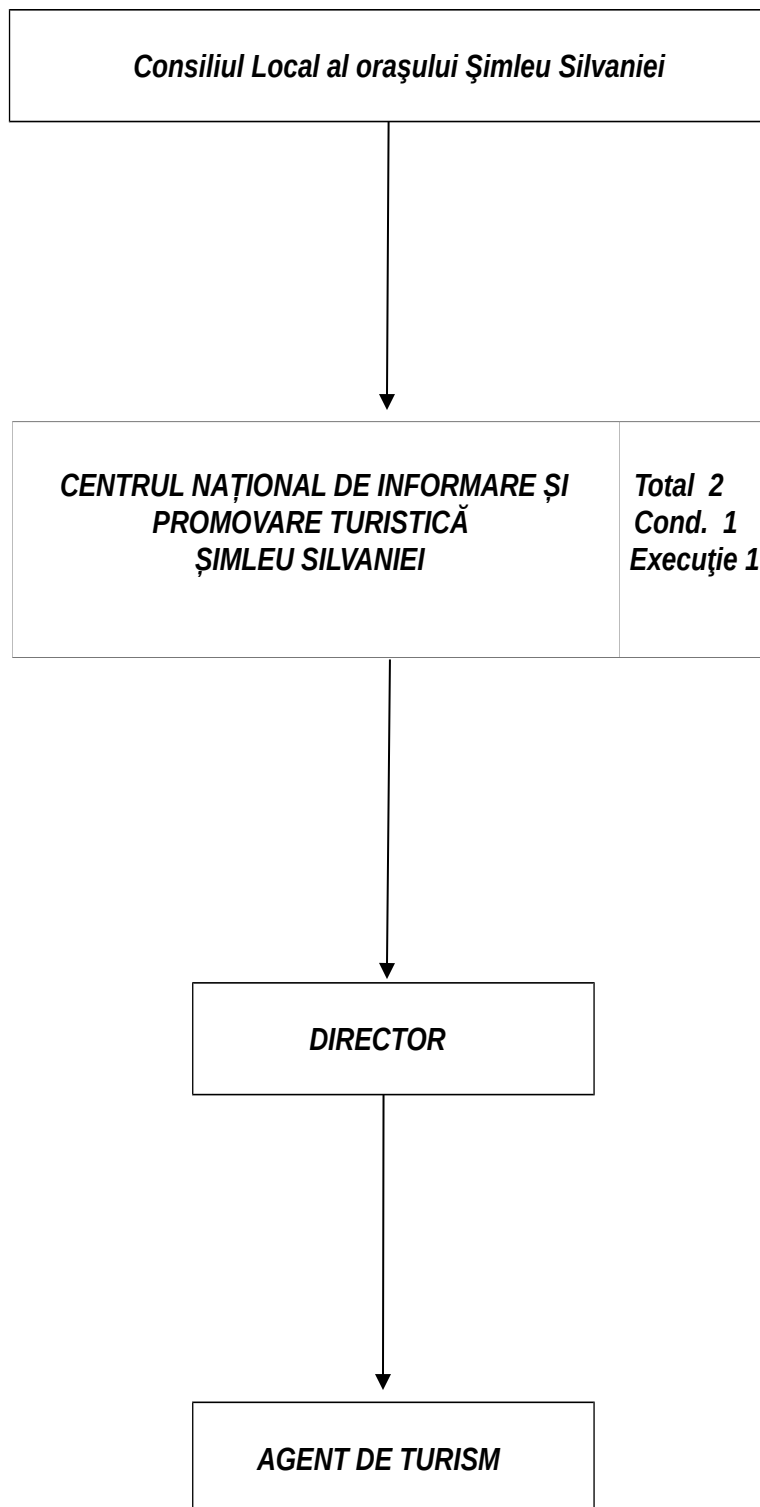 Consiliul Local al oraşului Şimleu Silvaniei
CENTRUL NAȚIONAL DE INFORMARE ȘI
PROMOVARE TURISTICĂ
ȘIMLEU SILVANIEI
Total 2
Cond. 1
Execuţie 1
DIRECTOR
AGENT DE TURISM